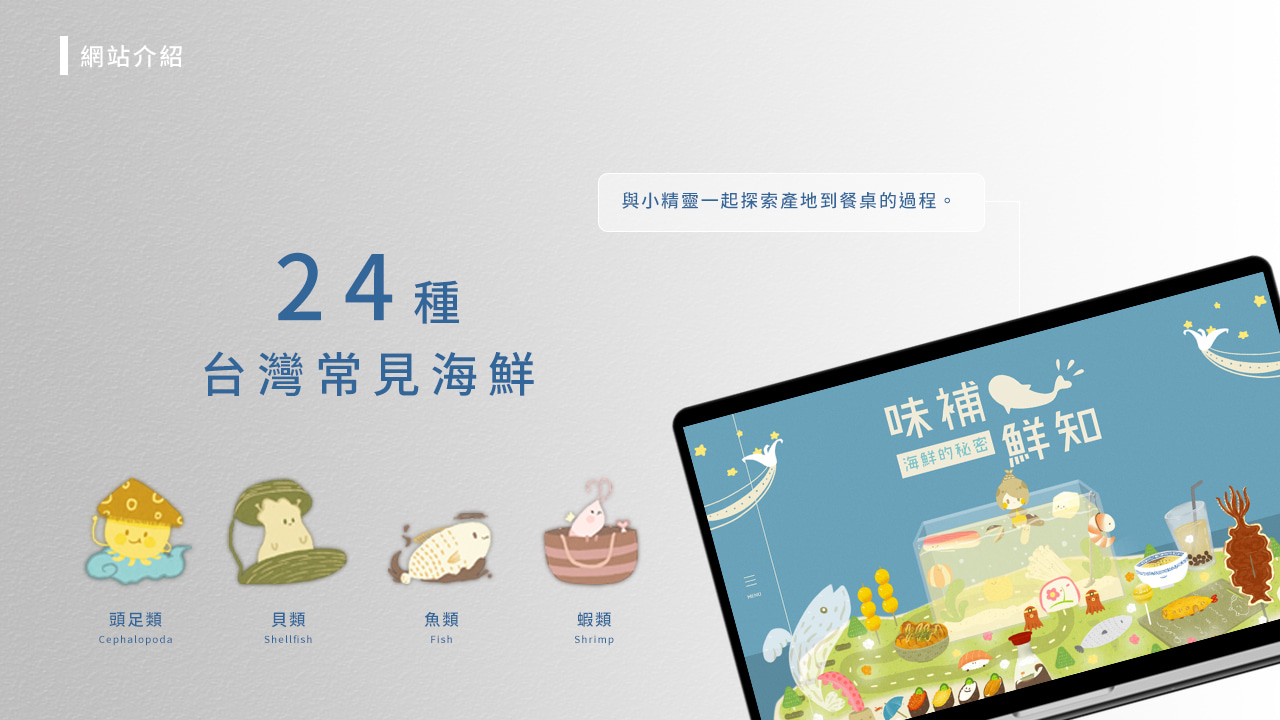 網站介紹
與小精靈一起探索產地到餐桌的過程。
24種
台灣常見海鮮
味補
鮮知
海鮮的秘密
MENU
頭足類
Cephalopoda
貝類
Shellfish
魚類
Fish
蝦類
Shrimp